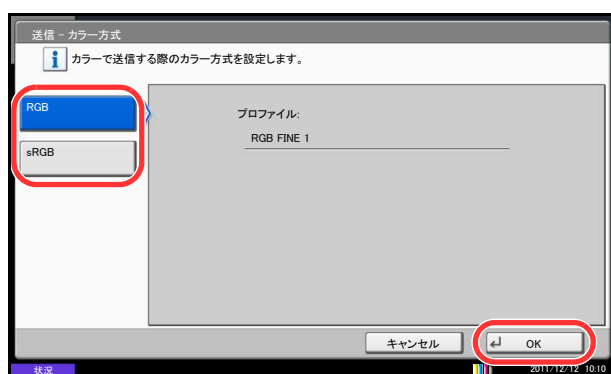 送信 - カラー方式
カラーで送信する際のカラー方式を設定します。
RGB
プロファイル:
RGB FINE 1
sRGB
キャンセル
OK
状況
2011/12/12 10:10